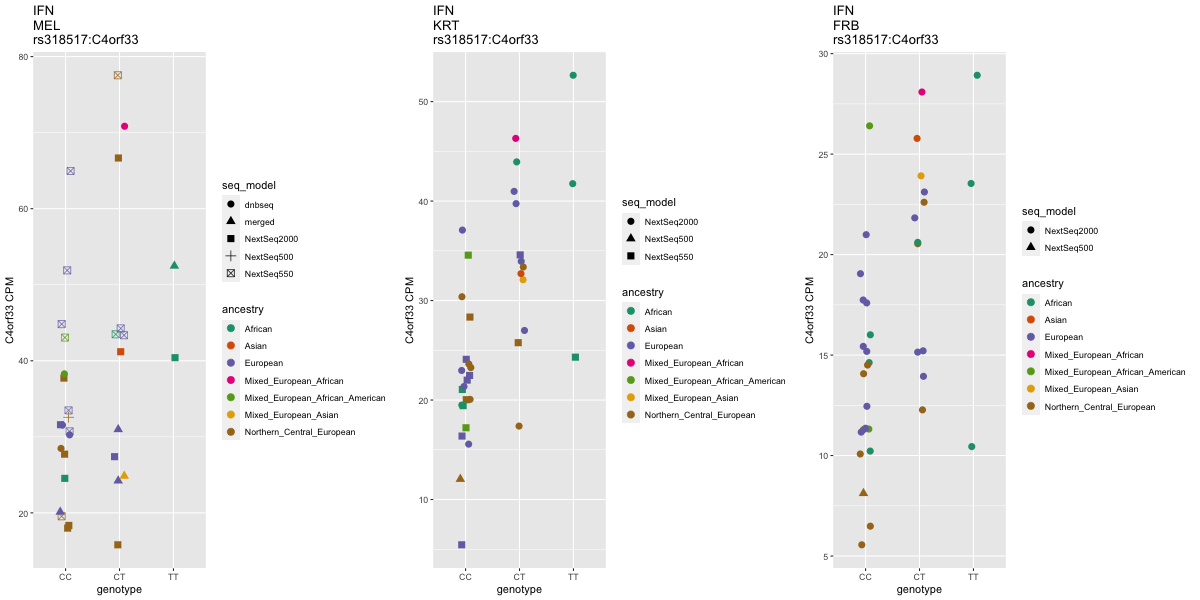 IFN
MEL
rs318517:C4orf33
C4orf33 CPM
80
60
40
20
CC
CT
TT
genotype
seq_model
dnbseq
merged
NextSeq2000
NextSeq500
NextSeq550
ancestry
African
Asian
European
Mixed_European_African
Mixed_European_African_American
Mixed_European_Asian
Northern_Central_European
IFN
KRT
rs318517:C4orf33
C4orf33 CPM
50
40
30
20
10
CC
CT
TT
genotype
seq_model
NextSeq2000
NextSeq500
NextSeq550
ancestry
African
Asian
European
Mixed_European_African
Mixed_European_African_American
Mixed_European_Asian
Northern_Central_European
IFN
FRB
rs318517:C4orf33
C4orf33 CPM
30
25
20
15
10
5
CC
CT
TT
genotype
seq_model
NextSeq2000
NextSeq500
ancestry
African
Asian
European
Mixed_European_African
Mixed_European_African_American
Mixed_European_Asian
Northern_Central_European